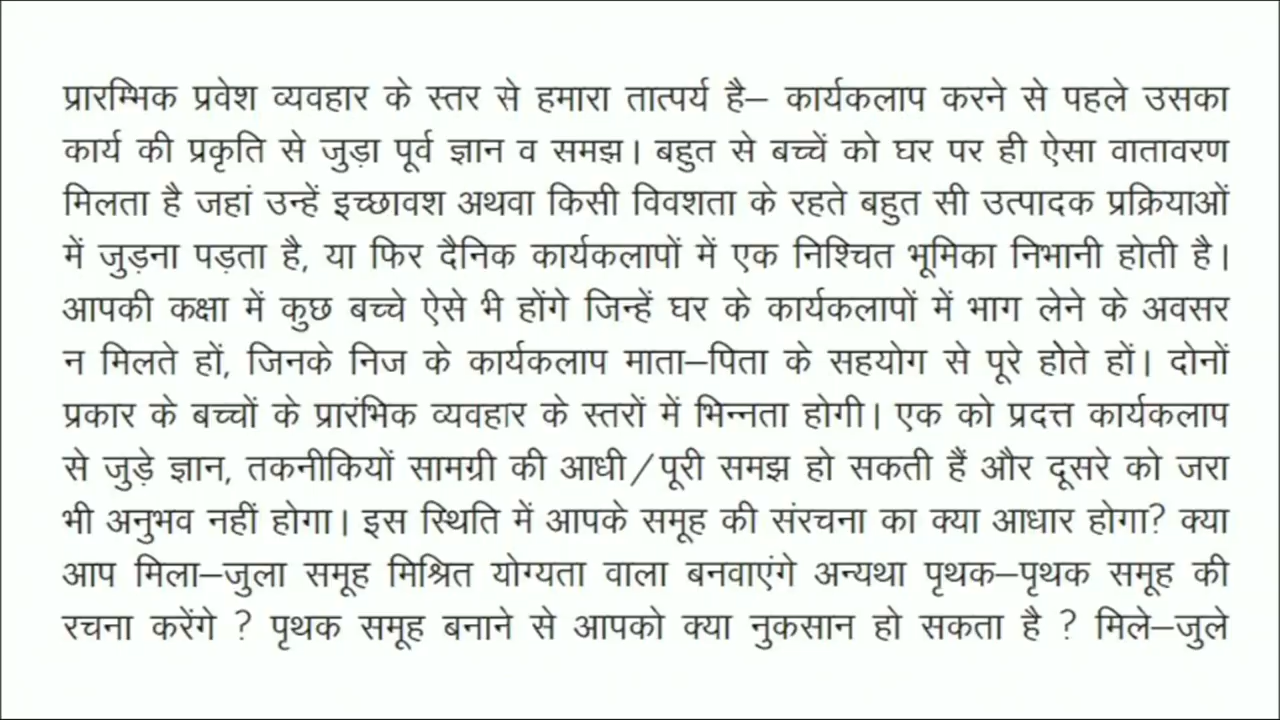 प्रारम्भिक प्रवेश व्यवहार के स्तर से हमारा तात्पर्य है– कार्यकलाप करने से पहले उसका
कार्य की प्रकृति से जुड़ा पूर्व ज्ञान व समझ। बहुत से बच्चें को घर पर ही ऐसा वातावरण
मिलता है जहां उन्हें इच्छावश अथवा किसी विवशता के रहते बहुत सी उत्पादक प्रक्रियाओं
में जुड़ना पड़ता है, या फिर दैनिक कार्यकलापों में एक निश्चित भूमिका निभानी होती है।
आपकी कक्षा में कुछ बच्चे ऐसे भी होंगे जिन्हें घर के कार्यकलापों में भाग लेने के अवसर
न मिलते हों, जिनके निज के कार्यकलाप माता–पिता के सहयोग से पूरे होते हों। दोनों
प्रकार के बच्चों के प्रारंभिक व्यवहार के स्तरों में भिन्नता होगी। एक को प्रदत्त कार्यकलाप
से जुड़े ज्ञान, तकनीकियों सामग्री की आधी/पूरी समझ हो सकती हैं और दूसरे को जरा
भी अनुभव नहीं होगा। इस स्थिति में आपके समूह की संरचना का क्या आधार होगा? क्या
आप मिला–जुला समूह मिश्रित योग्यता वाला बनवाएंगे अन्यथा पृथक–पृथक समूह की
रचना करेंगे ? पृथक समूह बनाने से आपको क्या नुकसान हो सकता है ? मिले–जुले